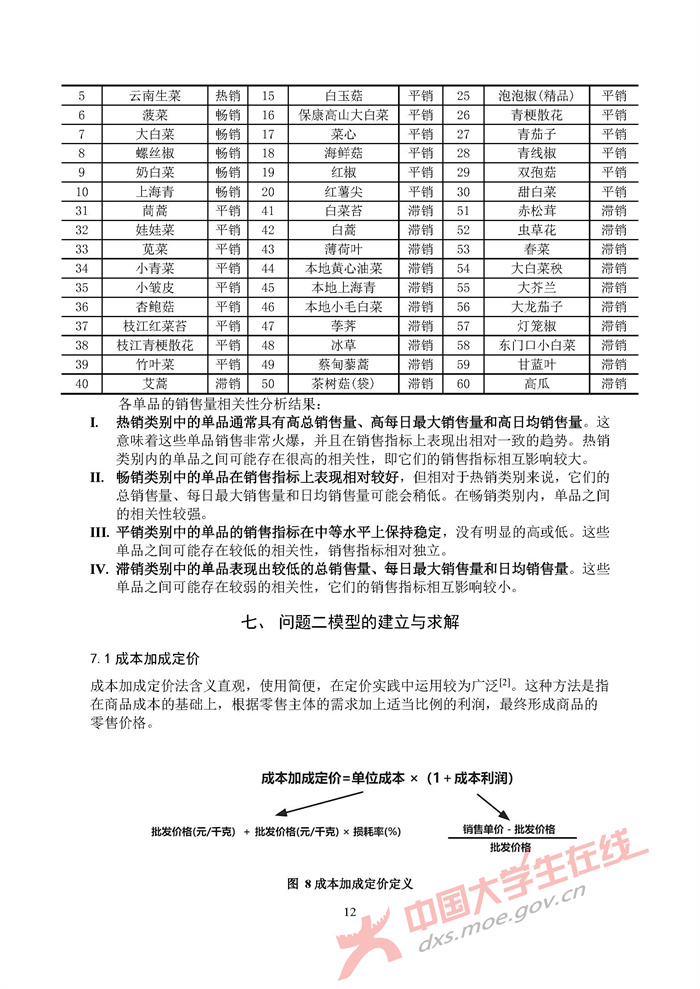 5 云南生菜 热销 15 白玉菇 平销 25 泡泡椒(精品) 平销
6 菠菜 畅销 16 保康高山大白菜 平销 26 青梗散花 平销
7 大白菜 畅销 17 菜心 平销 27 青茄子 平销
8 螺丝椒 畅销 18 海鲜菇 平销 28 青线椒 平销
9 奶白菜 畅销 19 红椒 平销 29 双孢菇 平销
10 上海青 畅销 20 红薯尖 平销 30 甜白菜 平销
31 茼蒿 平销 41 白菜苔 滞销 51 赤松茸 滞销
32 娃娃菜 平销 42 白蒿 滞销 52 虫草花 滞销
33 苋菜 平销 43 薄荷叶 滞销 53 春菜 滞销
34 小青菜 平销 44 本地黄心油菜 滞销 54 大白菜秧 滞销
35 小皱皮 平销 45 本地上海青 滞销 55 大芥兰 滞销
36 杏鲍菇 平销 46 本地小毛白菜 滞销 56 大龙茄子 滞销
37 枝江红菜苔 平销 47 荸荠 滞销 57 灯笼椒 滞销
38 枝江青梗散花 平销 48 冰草 滞销 58 东门口小白菜 滞销
39 竹叶菜 平销 49 蔡甸藜蒿 滞销 59 甘蓝叶 滞销
40 艾蒿 滞销 50 茶树菇(袋) 滞销 60 高瓜 滞销
各单品的销售量相关性分析结果：
I. 热销类别中的单品通常具有高总销售量、高每日最大销售量和高日均销售量。这
意味着这些单品销售非常火爆，并且在销售指标上表现出相对一致的趋势。热销
类别内的单品之间可能存在很高的相关性，即它们的销售指标相互影响较大。
II. 畅销类别中的单品在销售指标上表现相对较好，但相对于热销类别来说，它们的
总销售量、每日最大销售量和日均销售量可能会稍低。在畅销类别内，单品之间
的相关性较强。
III. 平销类别中的单品的销售指标在中等水平上保持稳定，没有明显的高或低。这些
单品之间可能存在较低的相关性，销售指标相对独立。
IV. 滞销类别中的单品表现出较低的总销售量、每日最大销售量和日均销售量。这些
单品之间可能存在较弱的相关性，它们的销售指标相互影响较小。
七、 问题二模型的建立与求解
7.1 成本加成定价
成本加成定价法含义直观，使用简便，在定价实践中运用较为广泛[2]。这种方法是指
在商品成本的基础上，根据零售主体的需求加上适当比例的利润，最终形成商品的
零售价格。
成本加成定价=单位成本 ×（1 + 成本利润）
批发价格(元/千克) + 批发价格(元/千克) × 损耗率(%)
销售单价 - 批发价格
批发价格
图 8 成本加成定价定义
12
中国大学生在线
dxs.moe.gov.cn